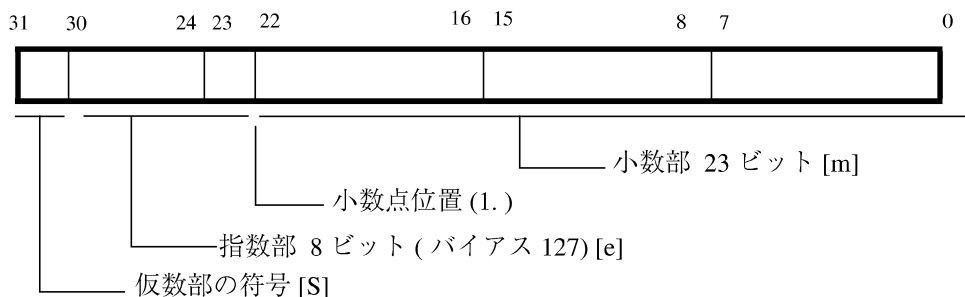 31 30 24 23 22 16 15 8 7 0
小数部 23 ビット [m]
小数点位置 (1. )
指数部 8 ビット ( バイアス 127) [e]
仮数部の符号 [S]